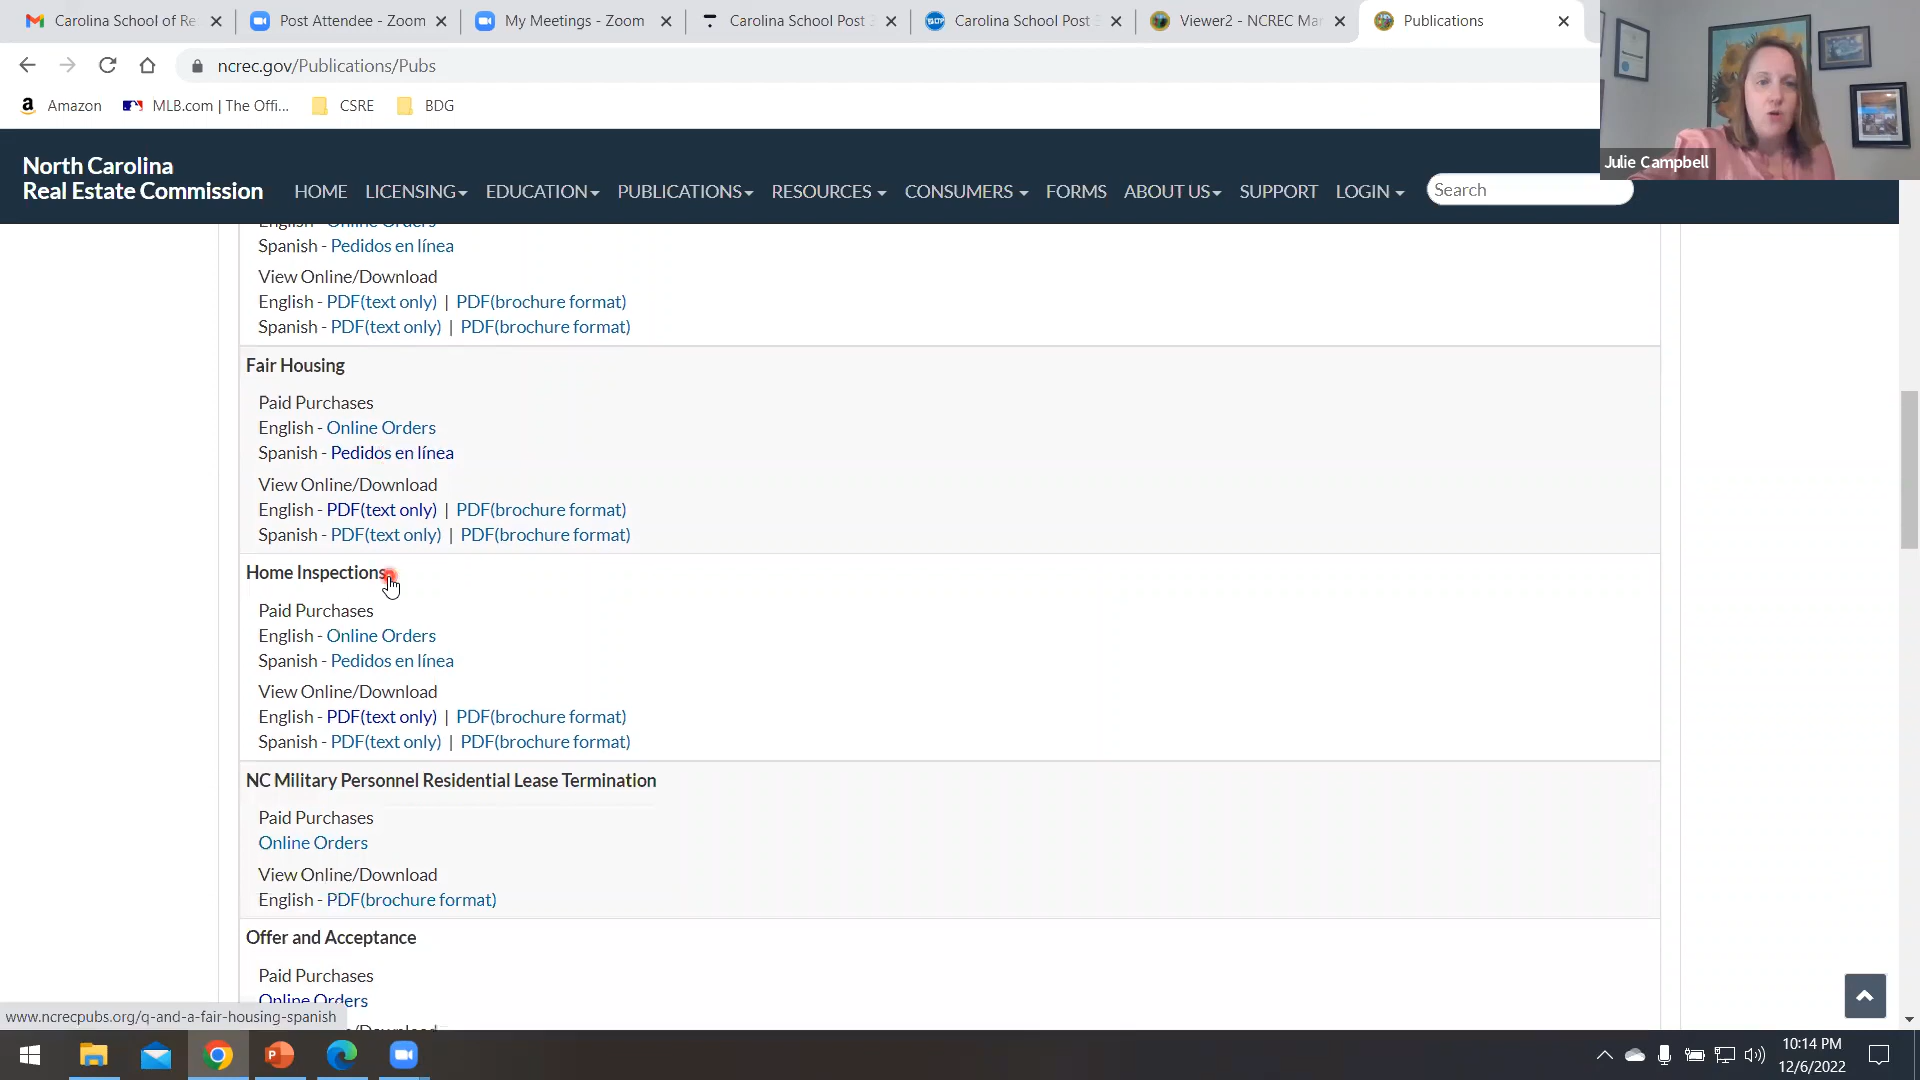 Carolina School of Re
Post Attendee - Zoom
My Meetings - Zoom
Carolina School Post
Carolina School Post
Viewer2 - NCREC Ma
Publications
ncrec.gov/Publications/Pubs
Amazon
MLB.com | The Offi...
CSRE
BDG
Julie Campbell
North Carolina
Real Estate Commission
HOME LICENSING EDUCATION PUBLICATIONS RESOURCES CONSUMERS FORMS ABOUT US SUPPORT LOGIN Search
English - Online Orders
Spanish - Pedidos en línea
View Online/Download
English - PDF(text only) | PDF(brochure format)
Spanish - PDF(text only) | PDF(brochure format)
Fair Housing
Paid Purchases
English - Online Orders
Spanish - Pedidos en línea
View Online/Download
English - PDF(text only) | PDF(brochure format)
Spanish - PDF(text only) | PDF(brochure format)
Home Inspections
Paid Purchases
English - Online Orders
Spanish - Pedidos en línea
View Online/Download
English - PDF(text only) | PDF(brochure format)
Spanish - PDF(text only) | PDF(brochure format)
NC Military Personnel Residential Lease Termination
Paid Purchases
Online Orders
View Online/Download
English - PDF(brochure format)
Offer and Acceptance
Paid Purchases
Online Orders
www.ncrecpubs.org/q-and-a-fair-housing-spanish
/Download
10:14 PM
12/6/2022